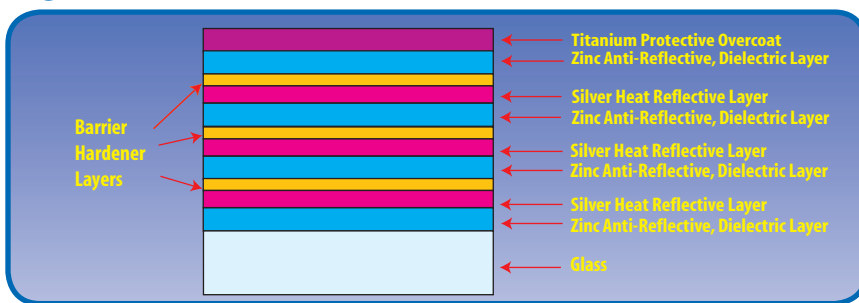 Titanium Protective Overcoat
Zinc Anti-Reflective, Dielectric Layer
Silver Heat Reflective Layer
Zinc Anti-Reflective, Dielectric Layer
Silver Heat Reflective Layer
Zinc Anti-Reflective, Dielectric Layer
Silver Heat Reflective Layer
Zinc Anti-Reflective, Dielectric Layer
Glass
Barrier
Hardener
Layers